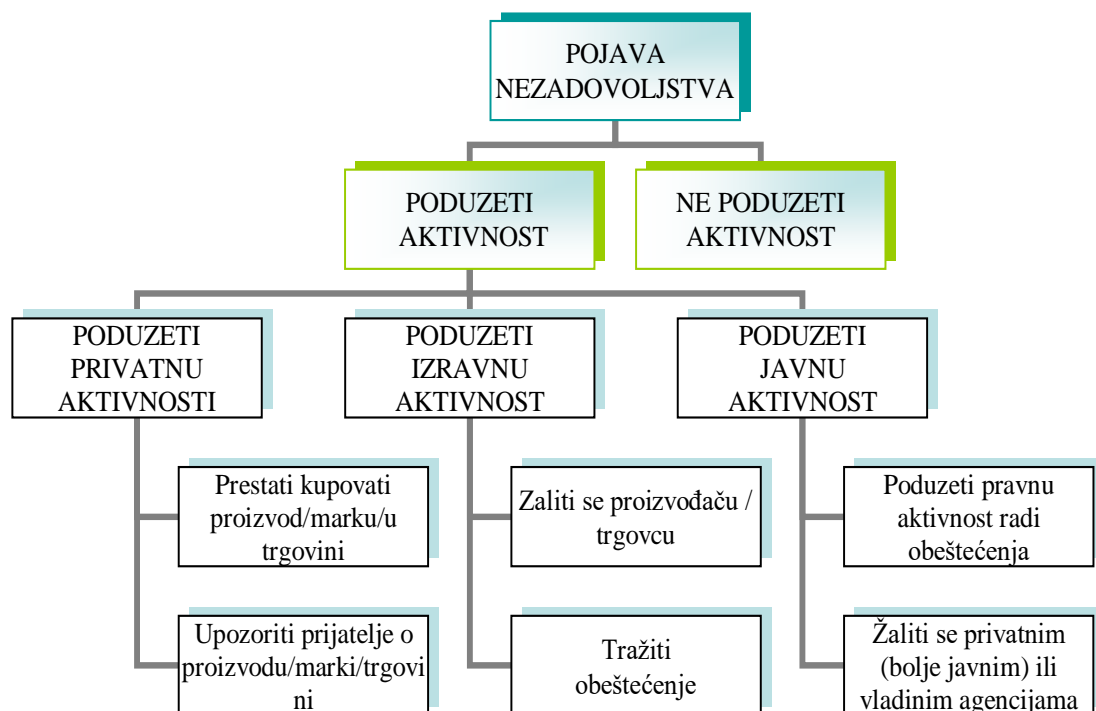 POJAVA
NEZADOVOLJSTVA
PODUZETI
AKTIVNOST
NE PODUZETI
AKTIVNOST
PODUZETI
PRIVATNU
AKTIVNOSTI
PODUZETI
IZRAVNU
AKTIVNOST
PODUZETI
JAVNU
AKTIVNOST
Prestati kupovati
proizvod/marku/u
trgovini
Zaliti se proizvođaču /
trgovcu
Poduzeti pravnu
aktivnost radi
obeštećenja
Upozoriti prijatelje o
proizvodu/marki/trgovi
ni
Tražiti
obeštećenje
Žaliti se privatnim
(bolje javnim) ili
vladinim agencijama